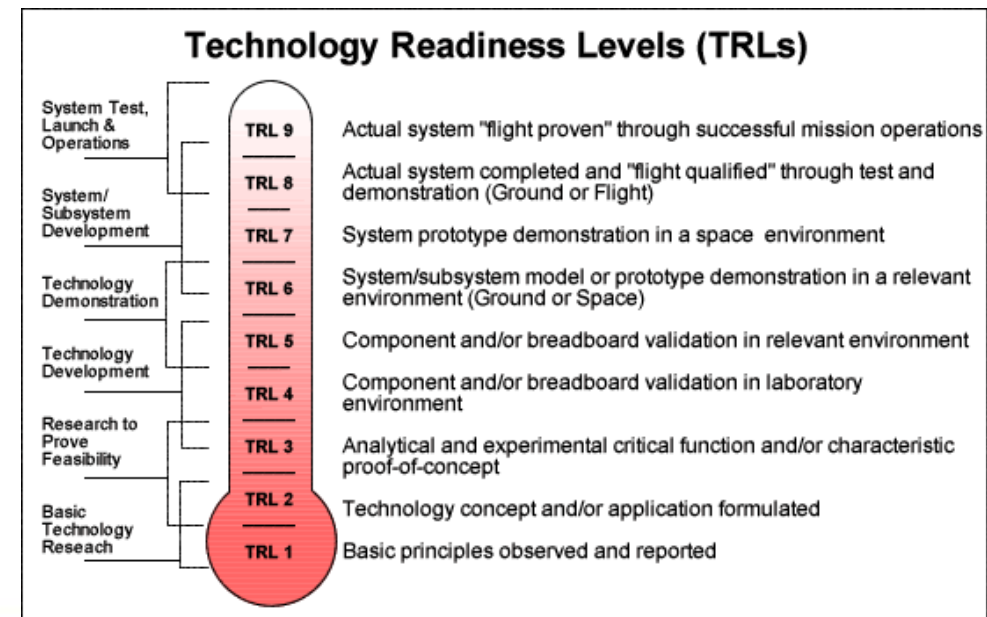 Technology Readiness Levels (TRLs)
System Test,
Launch &
Operations
System/
Subsystem
Development
Technology
Demonstration
Technology
Development
Research to
Prove
Feasibility
Basic
Technology
Reseach
TRL 9
Actual system "flight proven" through successful mission operations
TRL 8
Actual system completed and "flight qualified" through test and
demonstration (Ground or Flight)
TRL 7
System prototype demonstration in a space environment
TRL 6
System/subsystem model or prototype demonstration in a relevant
environment (Ground or Space)
TRL 5
Component and/or breadboard validation in relevant environment
TRL 4
Component and/or breadboard validation in laboratory
environment
TRL 3
Analytical and experimental critical function and/or characteristic
proof-of-concept
TRL 2
Technology concept and/or application formulated
TRL 1
Basic principles observed and reported